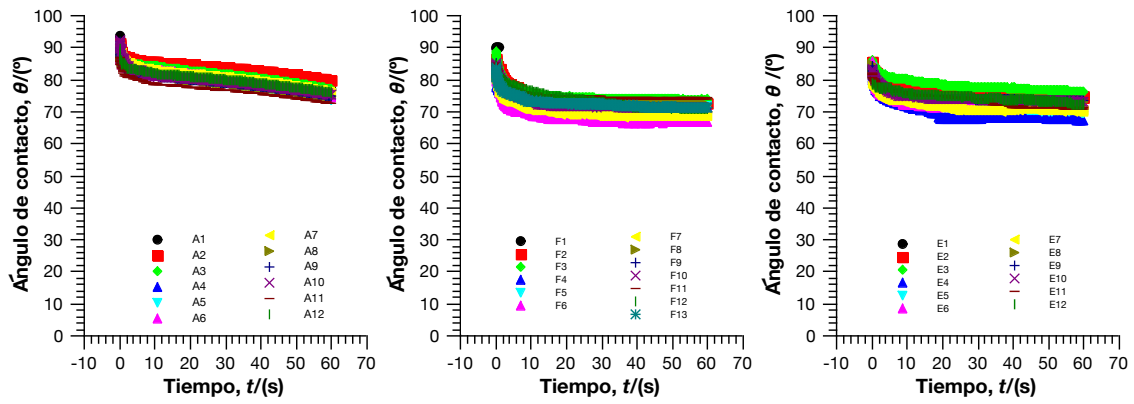 Ángulo de contacto, θ/(º)
100
90
80
70
60
50
40
30
20
10
0
A1
A2
A3
A4
A5
A6
A7
A8
A9
A10
A11
A12
-10 0 10 20 30 40 50 60 70
Tiempo, t/(s)
Ángulo de contacto, θ/(º)
100
90
80
70
60
50
40
30
20
10
0
F1
F2
F3
F4
F5
F6
F7
F8
F9
F10
F11
F12
F13
-10 0 10 20 30 40 50 60 70
Tiempo, t/(s)
Ángulo de contacto, θ /(º)
100
90
80
70
60
50
40
30
20
10
0
E1
E2
E3
E4
E5
E6
E7
E8
E9
E10
E11
E12
-10 0 10 20 30 40 50 60 70
Tiempo, t/(s)